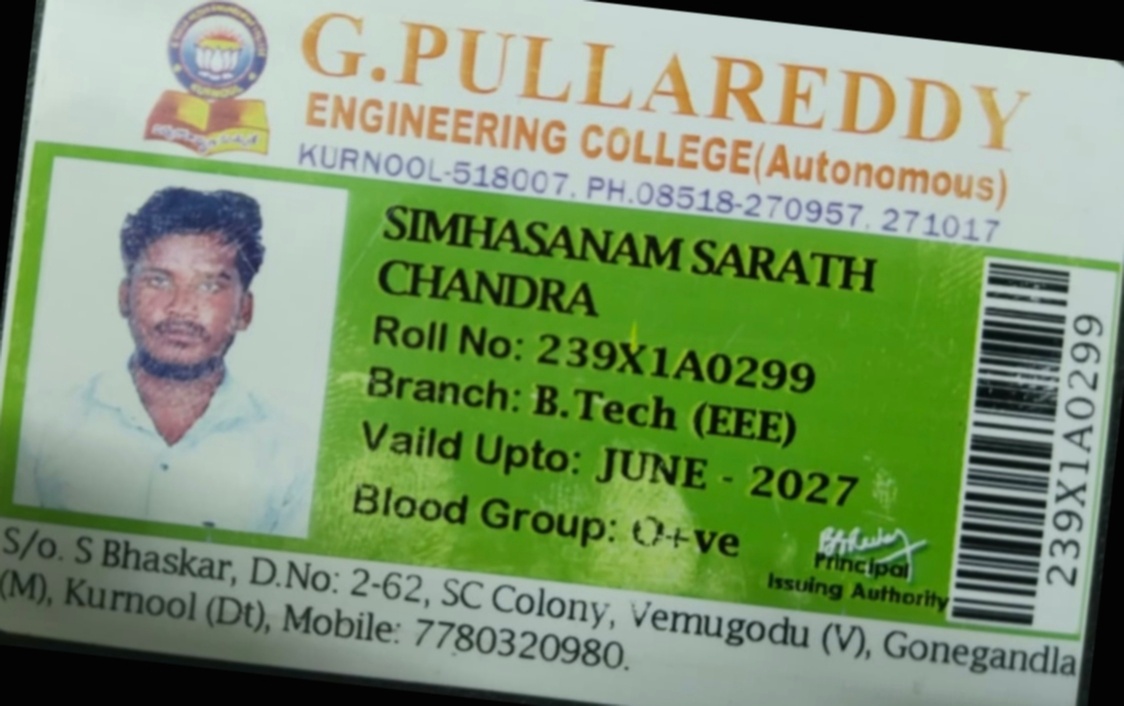 KURNOOL
G.PULLAREDDY
ENGINEERING COLLEGE(Autonomous)
KURNOOL-518007. PH.08518-270957, 271017
SIMHASANAM SARATH
CHANDRA
Roll No: 239X1A0299
Branch: B.Tech (EEE)
Vaild Upto: JUNE - 2027
Blood Group: O+ve
Principal
Issuing Authority
239X1A0299
S/o. S Bhaskar, D.No: 2-62, SC Colony, Vemugodu (V), Gonegandla
(M), Kurnool (Dt), Mobile: 7780320980.